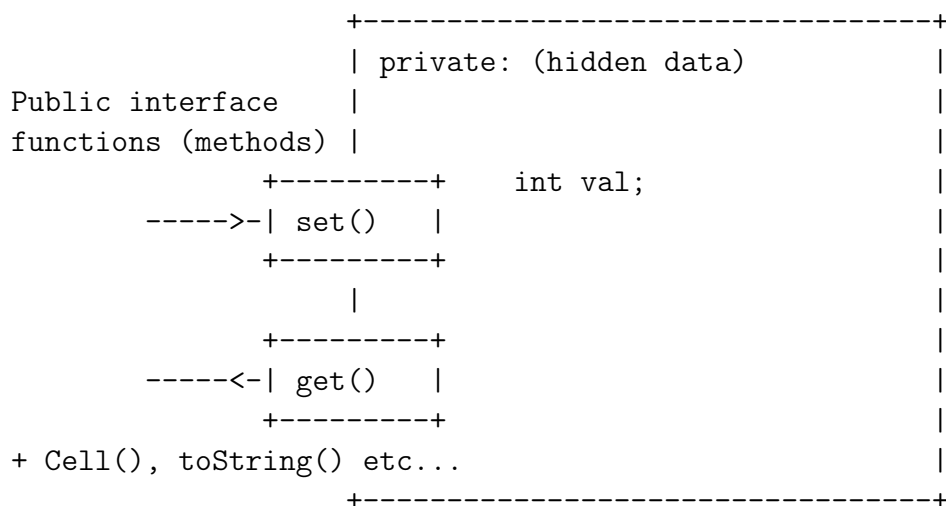 private: (hidden data)
Public interface
functions (methods)
int val;
----->-| set() |
-----<-| get() |
+ Cell(), toString() etc...